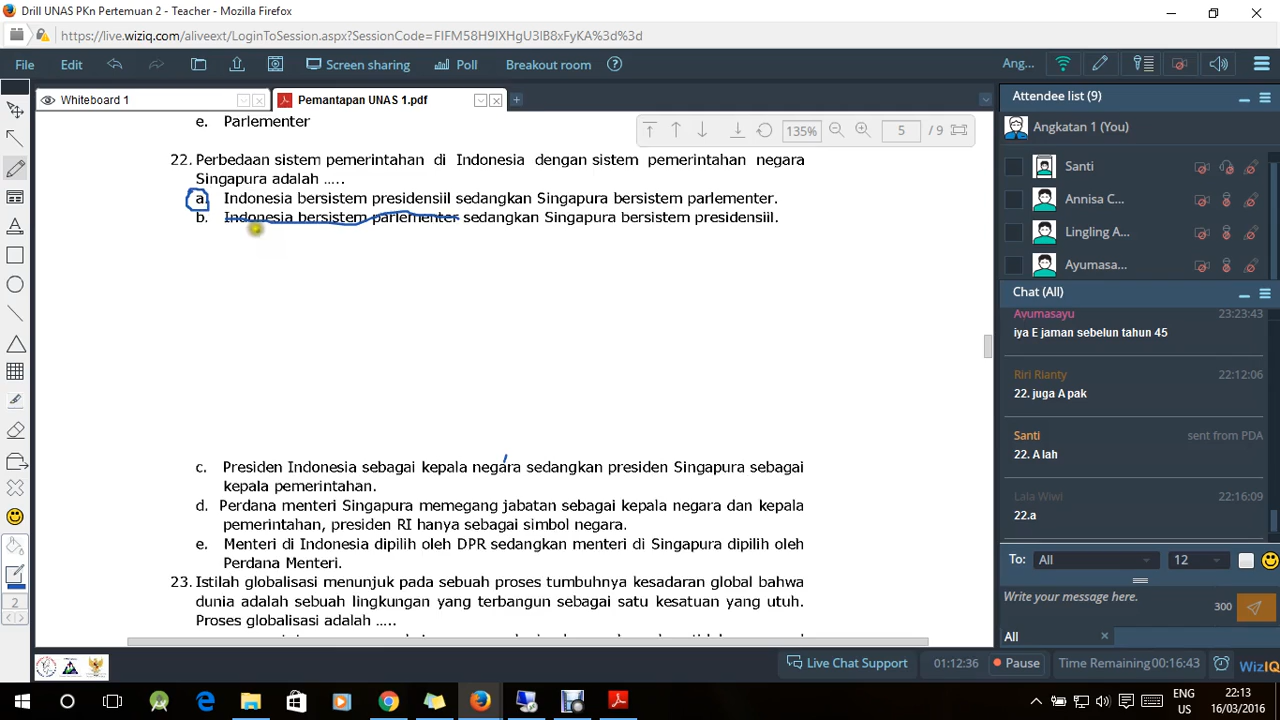 Drill UNAS PKn Pertemuan 2 - Teacher - Mozilla Firefox
https://live.wiziq.com/aliveext/LoginToSession.aspx?SessionCode=FIFM58H9IXHgU3lB8xFyKA%3d%3d
File Edit Screen sharing Poll Breakout room Ang...
Whiteboard 1
Pemantapan UNAS 1.pdf
135% 5 / 9
e. Parlementer
22. Perbedaan sistem pemerintahan di Indonesia dengan sistem pemerintahan negara
Singapura adalah .....
a. Indonesia bersistem presidensiil sedangkan Singapura bersistem parlementer.
b. Indonesia bersistem parlementer sedangkan Singapura bersistem presidensiil.
c. Presiden Indonesia sebagai kepala negara sedangkan presiden Singapura sebagai
kepala pemerintahan.
d. Perdana menteri Singapura memegang jabatan sebagai kepala negara dan kepala
pemerintahan, presiden RI hanya sebagai simbol negara.
e. Menteri di Indonesia dipilih oleh DPR sedangkan menteri di Singapura dipilih oleh
Perdana Menteri.
23. Istilah globalisasi menunjuk pada sebuah proses tumbuhnya kesadaran global bahwa
dunia adalah sebuah lingkungan yang terbangun sebagai satu kesatuan yang utuh.
Proses globalisasi adalah .....
2
Attendee list (9)
Angkatan 1 (You)
Santi
Annisa C...
Lingling A...
Ayumasa...
Chat (All)
Ayumasayu 23:23:43
iya E jaman sebelun tahun 45
Riri Rianty 22:12:06
22. juga A pak
Santi sent from PDA
22. A lah
Lala Wiwi 22:16:09
22.a
To: All 12
Write your message here.
300
All
Live Chat Support 01:12:36 Pause Time Remaining 00:16:43 WizIQ
ENG
US
22:13
16/03/2016